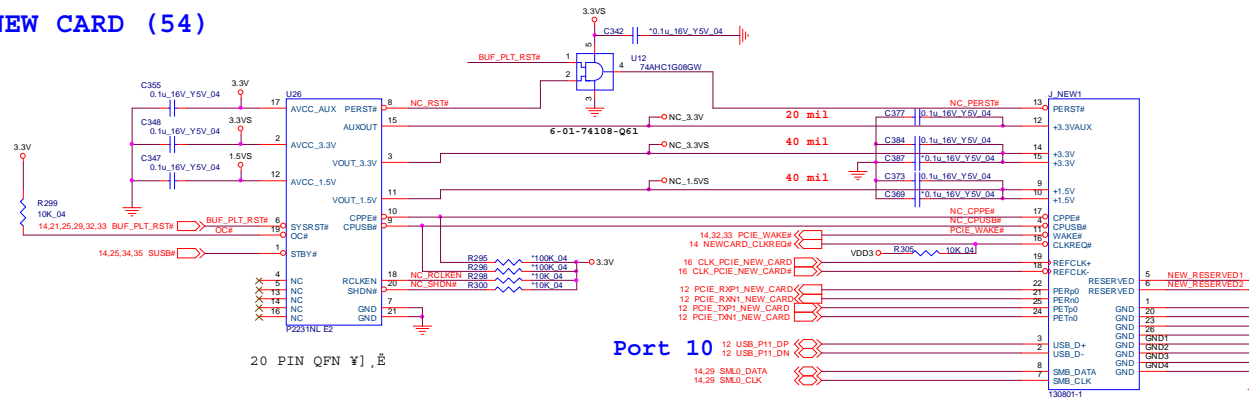 NEW CARD (54)
3.3VS
C342
*0.1u_16V_Y5V_04
BUF_PLT_RST#
1
2
5
4
3
U12
74AHC1G08GW
6-01-74108-Q61
C355
0.1u_16V_Y5V_04
3.3V
C348
0.1u_16V_Y5V_04
3.3VS
C347
0.1u_16V_Y5V_04
1.5VS
3.3V
R299
10K_04
14,21,25,29,32,33 BUF_PLT_RST#
BUF_PLT_RST#
OC#
14,25,34,35 SUSB#
U26
17 AVCC_AUX PERST# 8 NC_RST#
AUXOUT 15
2 AVCC_3.3V
VOUT_3.3V 3
12 AVCC_1.5V
VOUT_1.5V 11
CPPE# 10
6 SYSRST# CPUSB# 9
19 OC#
1 STBY#
4 NC RCLKEN 18 NC_RCLKEN
5 NC SHDN# 20 NC_SHDN#
13 NC
14 NC GND 7
16 NC GND 21
P2231NL E2
20 PIN QFN ¥],Ë
R295 *100K_04
R296 *100K_04
R298 *10K_04
R300 *10K_04
3.3V
NC_3.3V
20 mil
NC_3.3VS
40 mil
NC_1.5VS
40 mil
C377 0.1u_16V_Y5V_04
C384 0.1u_16V_Y5V_04
C387 *0.1u_16V_Y5V_04
C373 0.1u_16V_Y5V_04
C369 *0.1u_16V_Y5V_04
NC_PERST#
NC_CPPE#
NC_CPUSB#
PCIE_WAKE#
14,32,33 PCIE_WAKE#
14 NEWCARD_CLKREQ#
VDD3 R305 10K_04
16 CLK_PCIE_NEW_CARD
16 CLK_PCIE_NEW_CARD#
12 PCIE_RXP1_NEW_CARD
12 PCIE_RXN1_NEW_CARD
12 PCIE_TXP1_NEW_CARD
12 PCIE_TXN1_NEW_CARD
Port 10
12 USB_P11_DP
12 USB_P11_DN
14,29 SML0_DATA
14,29 SML0_CLK
J_NEW1
13 PERST#
12 +3.3VAUX
14 +3.3V
15 +3.3V
9 +1.5V
10 +1.5V
17 CPPE#
4 CPUSB#
11 WAKE#
16 CLKREQ#
19 REFCLK+
18 REFCLK-
RESERVED 5 NEW_RESERVED1
22 PERp0 RESERVED 6 NEW_RESERVED2
21 PERn0
25 PETp0 GND 1
24 PETn0 GND 20
GND 23
GND 26
3 USB_D+ GND GND1
2 USB_D- GND GND2
GND GND3
8 SMB_DATA GND GND4
7 SMB_CLK
130801-1